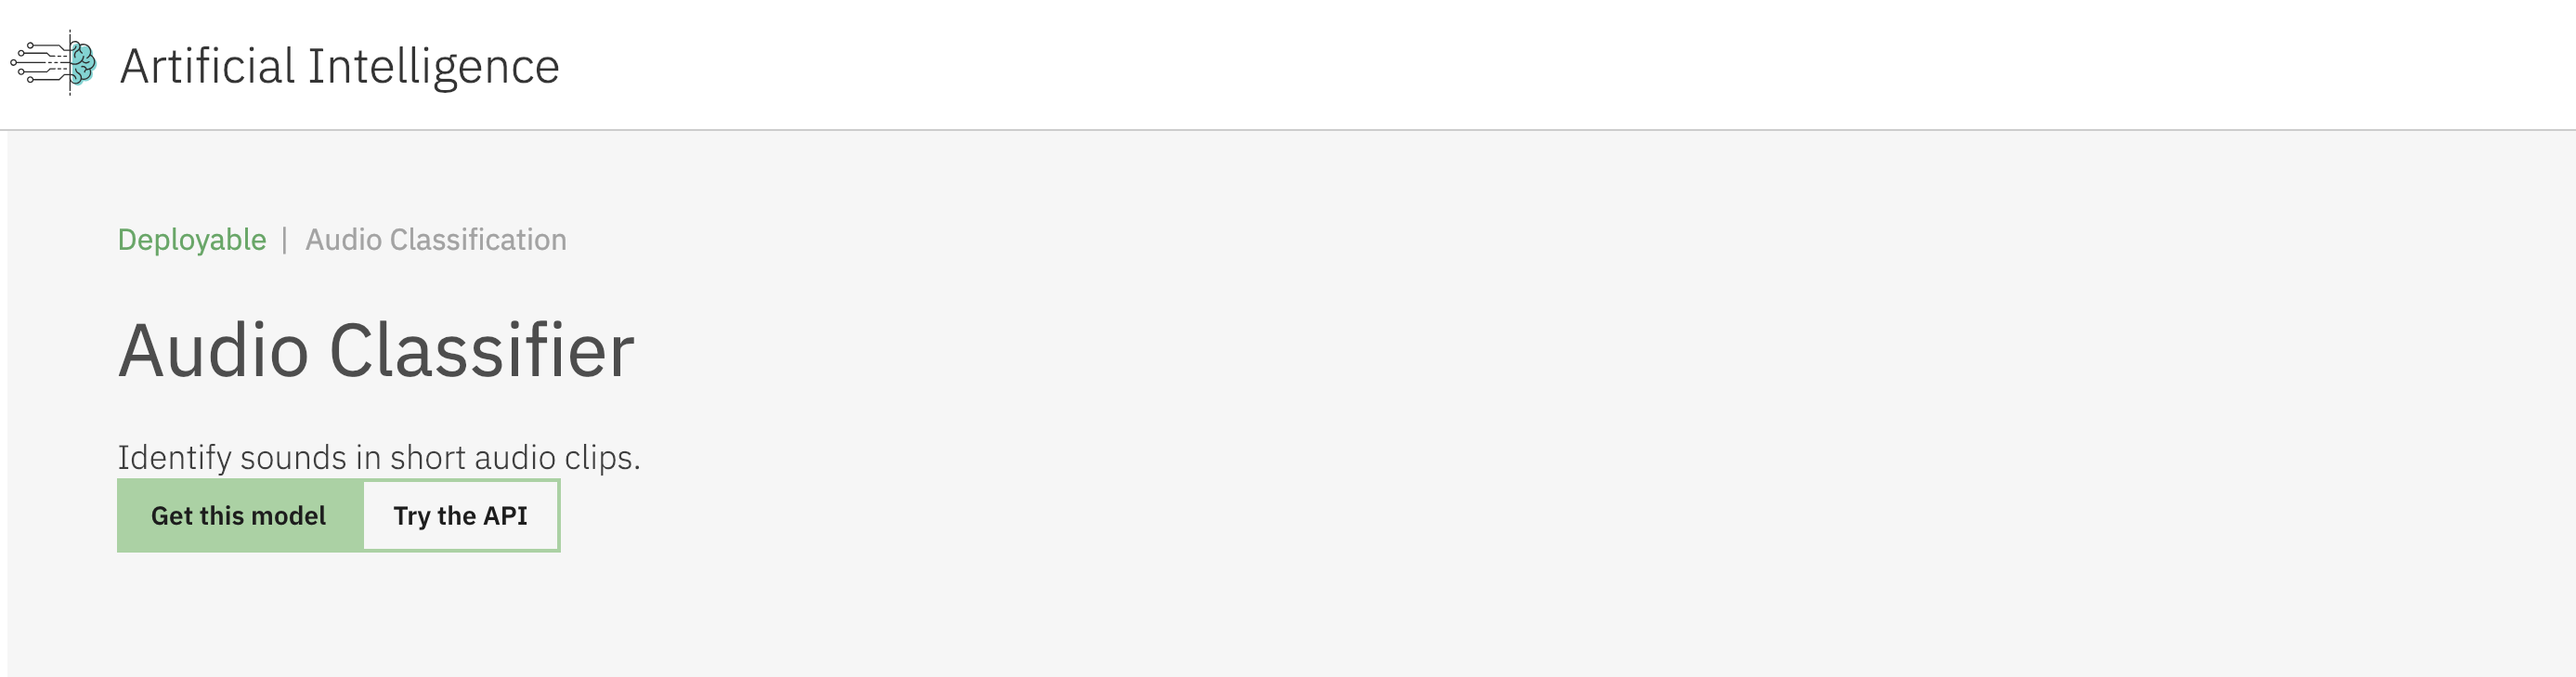 Artificial Intelligence
Deployable | Audio Classification
Audio Classifier
Identify sounds in short audio clips.
Get this model Try the API